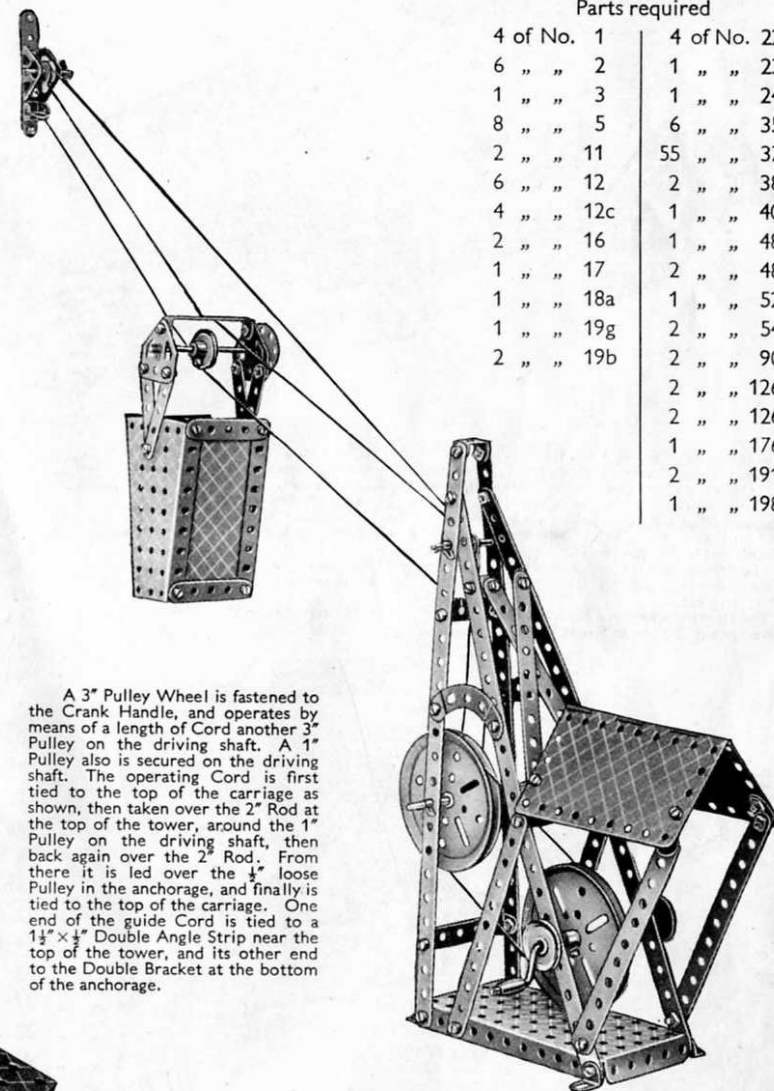 Parts required
4 of No. 1
6 „ „ 2
1 „ „ 3
8 „ „ 5
2 „ „ 11
6 „ „ 12
4 „ „ 12c
2 „ „ 16
1 „ „ 17
1 „ „ 18a
1 „ „ 19g
2 „ „ 19b
4 of No.
1 „ „
1 „ „ 24
6 „ „ 35
55 „ „ 37
2 „ „ 38
1 „ „ 40
1 „ „ 48
2 „ „ 48
1 „ „ 52
2 „ „ 54
2 „ „ 90
2 „ „ 126
2 „ „ 126
1 „ „ 176
2 „ „ 191
1 „ „ 198
A 3" Pulley Wheel is fastened to
the Crank Handle, and operates by
means of a length of Cord another 3"
Pulley on the driving shaft. A 1"
Pulley also is secured on the driving
shaft. The operating Cord is first
tied to the top of the carriage as
shown, then taken over the 2" Rod at
the top of the tower, around the 1"
Pulley on the driving shaft, then
back again over the 2" Rod. From
there it is led over the ½" loose
Pulley in the anchorage, and finally is
tied to the top of the carriage. One
end of the guide Cord is tied to a
1½"×½" Double Angle Strip near the
top of the tower, and its other end
to the Double Bracket at the bottom
of the anchorage.